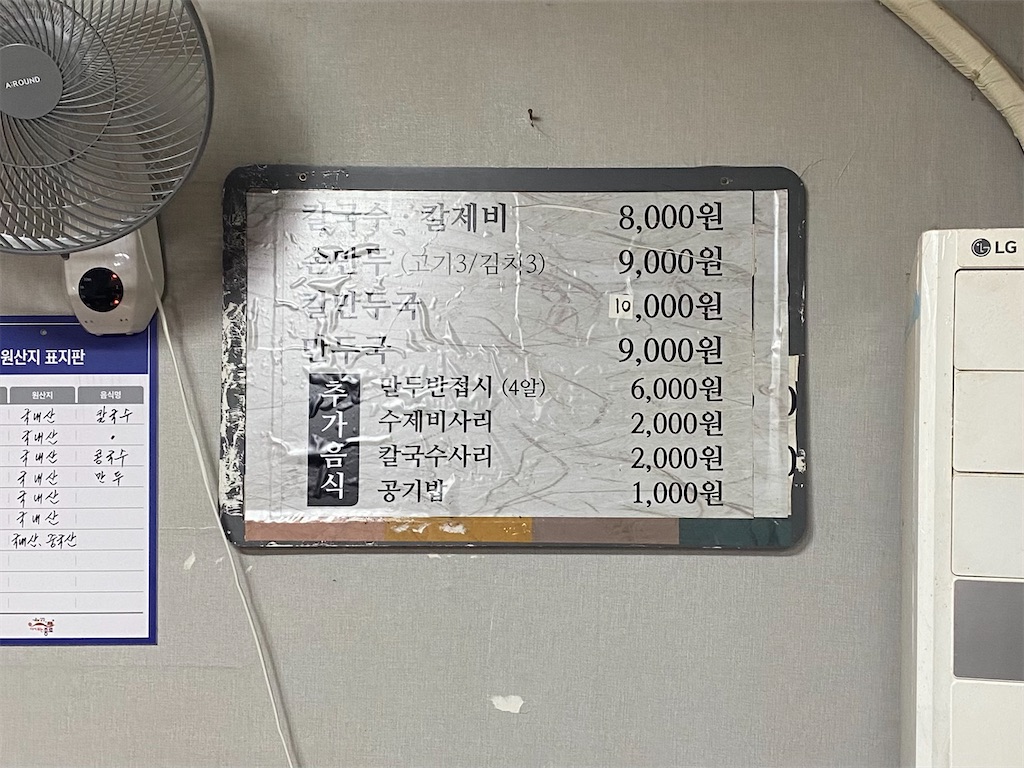 A:ROUND
원산지 표지판
원산지 음식명
국내산 칼국수
국내산 〃
국내산 콩국수
국내산 만두
국내산
국내산
국내산, 중국산
칼국수 · 칼제비 8,000원
손만두 (고기3/김치3) 9,000원
칼만두국 10,000원
만두국 9,000원
추가음식
만두반접시 (4알) 6,000원
수제비사리 2,000원
칼국수사리 2,000원
공기밥 1,000원
LG